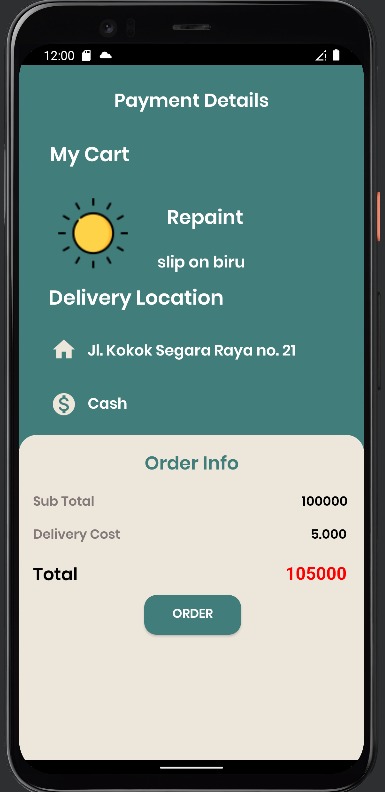 12:00
Payment Details
My Cart
Repaint
slip on biru
Delivery Location
Jl. Kokok Segara Raya no. 21
Cash
Order Info
Sub Total 100000
Delivery Cost 5.000
Total 105000
ORDER